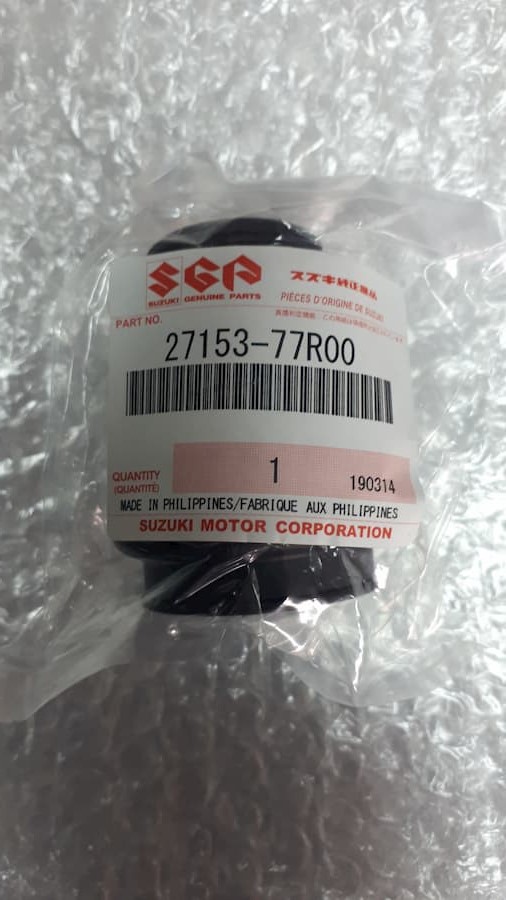 SGP
SUZUKI GENUINE PARTS
スズキ純正部品
PIÈCES D'ORIGINE DE SUZUKI
PART NO.
27153-77R00
QUANTITY
(QUANTITÉ)
1
190314
MADE IN PHILIPPINES/FABRIQUE AUX PHILIPPINES
SUZUKI MOTOR CORPORATION